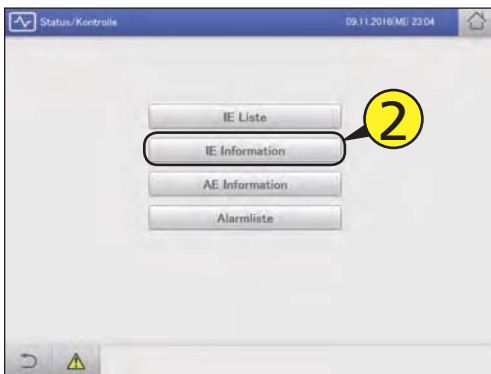 Status/Kontrolle 09.11.2016(MI) 23:04
IE Liste
IE Information
2
AE Information
Alarmliste